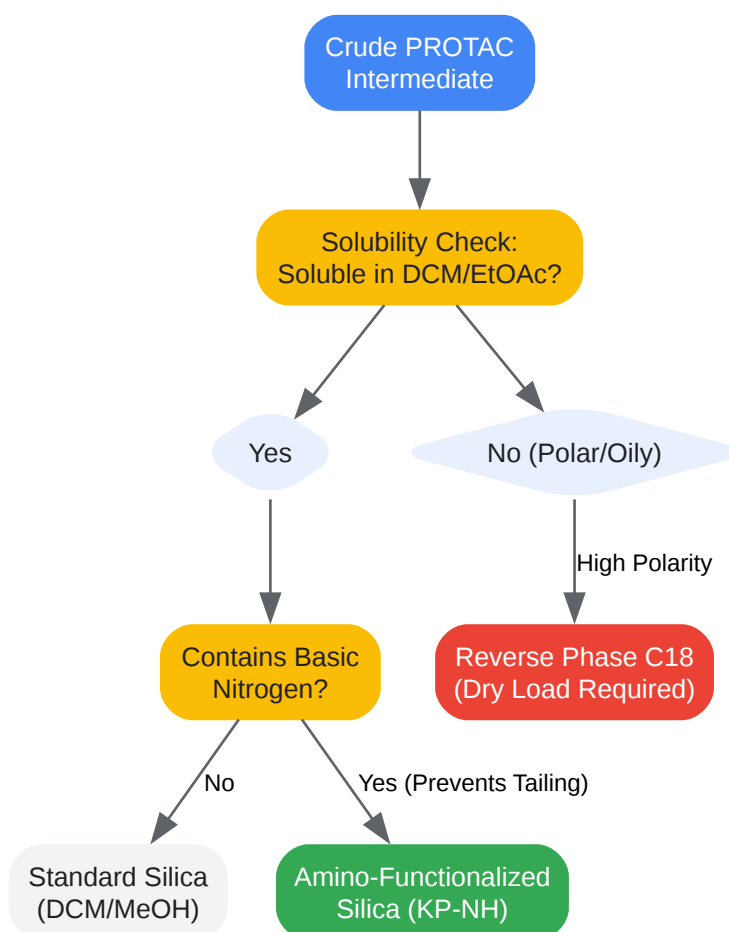 Crude PROTAC
Intermediate
Solubility Check:
Soluble in DCM/EtOAc?
Yes
No (Polar/Oily)
High Polarity
Contains Basic
Nitrogen?
Reverse Phase C18
(Dry Load Required)
No
Yes (Prevents Tailing)
Standard Silica
(DCM/MeOH)
Amino-Functionalized
Silica (KP-NH)